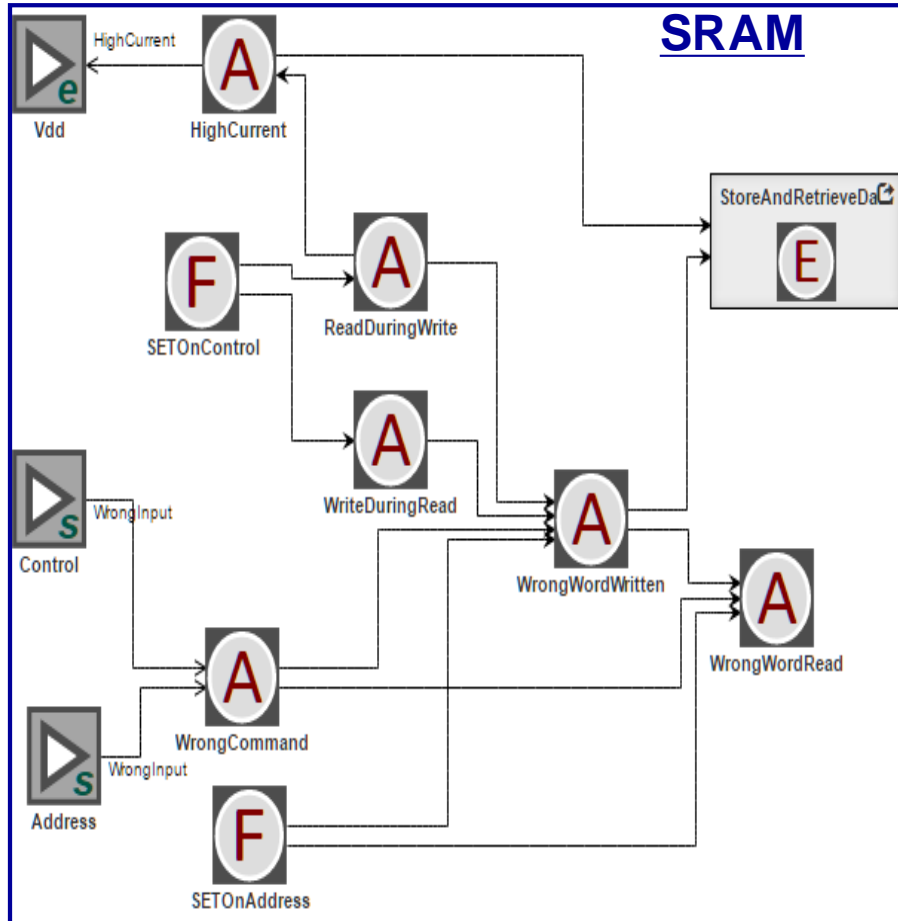 SRAM
HighCurrent
A
e
Vdd
HighCurrent
StoreAndRetrieveDa
E
F
A
SETOnControl
ReadDuringWrite
A
WriteDuringRead
S
WrongInput
Control
A
WrongWordWritten
A
WrongWordRead
A
WrongCommand
S
WrongInput
Address
F
SETOnAddress